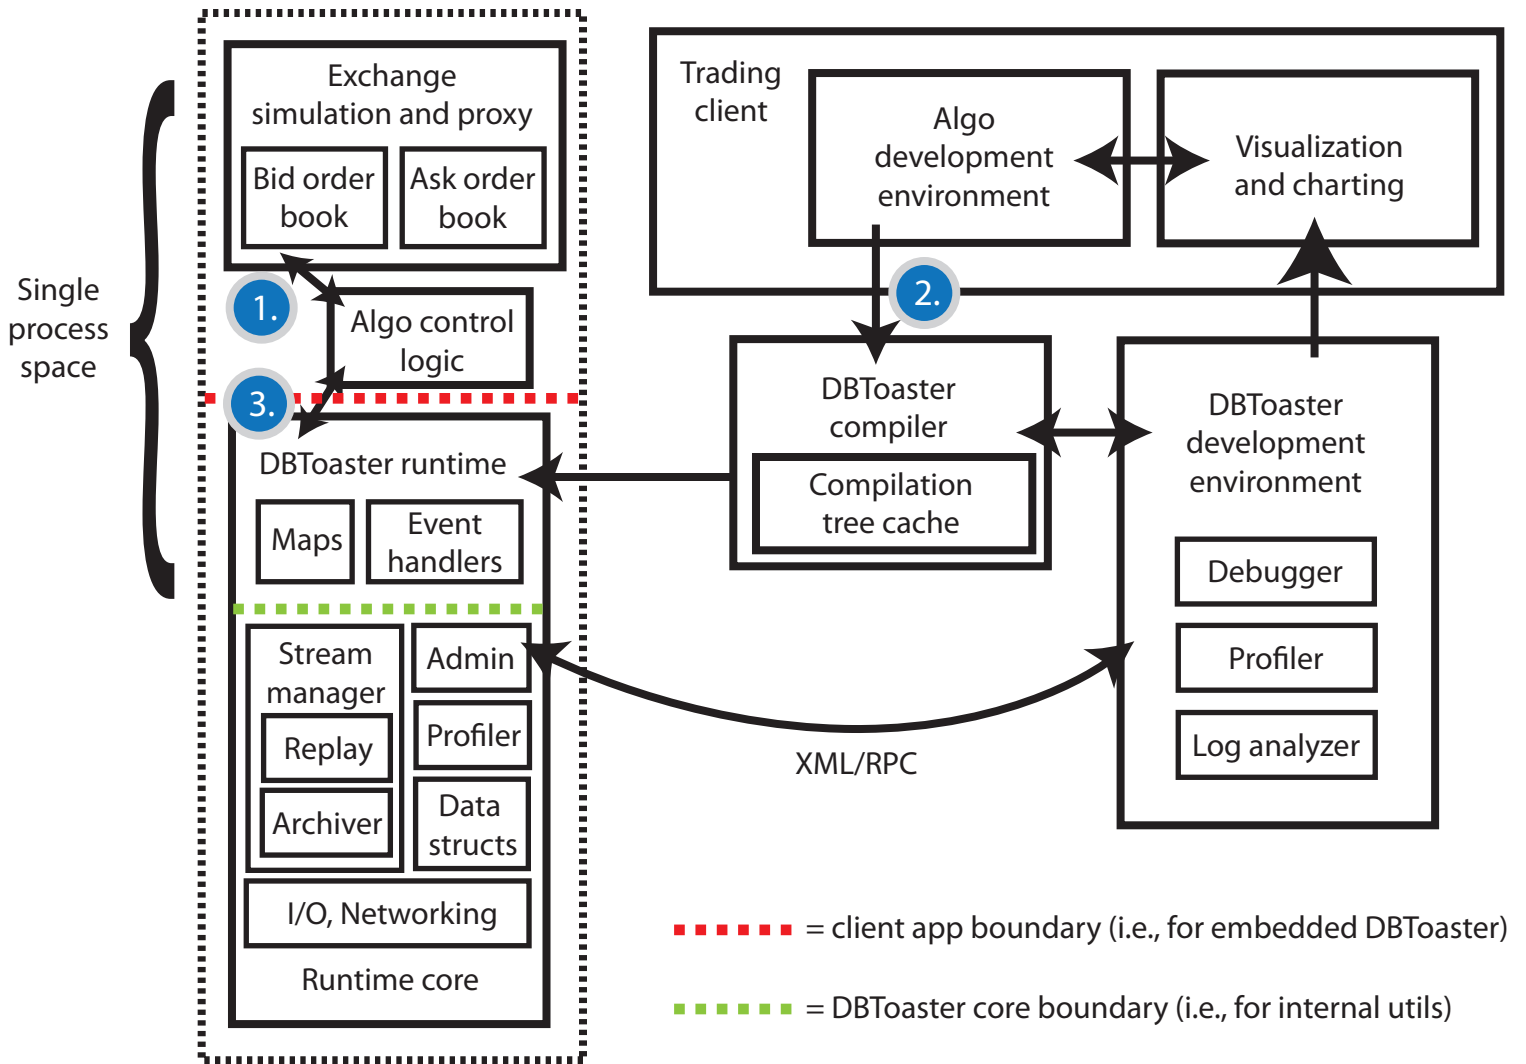 Exchange
simulation and proxy
Bid order
book
Ask order
book
Single
process
space
1.
Algo control
logic
3.
DBToaster runtime
Maps
Event
handlers
Stream
manager
Replay
Archiver
Admin
Profiler
Data
structs
I/O, Networking
Runtime core
Trading
client
Algo
development
environment
Visualization
and charting
2.
DBToaster
compiler
Compilation
tree cache
DBToaster
development
environment
Debugger
Profiler
Log analyzer
XML/RPC
= client app boundary (i.e., for embedded DBToaster)
= DBToaster core boundary (i.e., for internal utils)